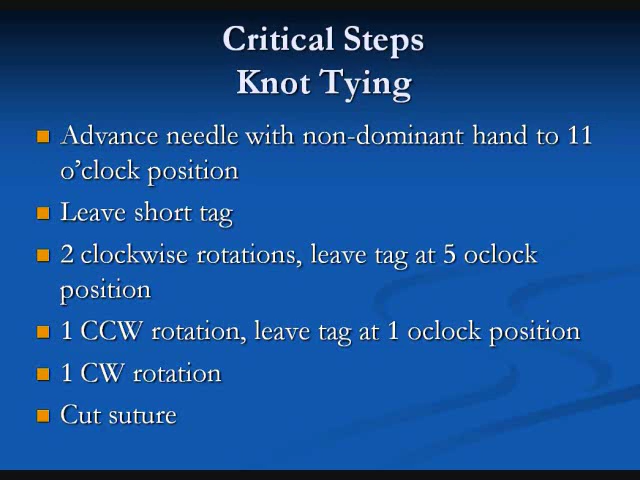 Critical Steps
Knot Tying
Advance needle with non-dominant hand to 11
o’clock position
Leave short tag
2 clockwise rotations, leave tag at 5 oclock
position
1 CCW rotation, leave tag at 1 oclock position
1 CW rotation
Cut suture